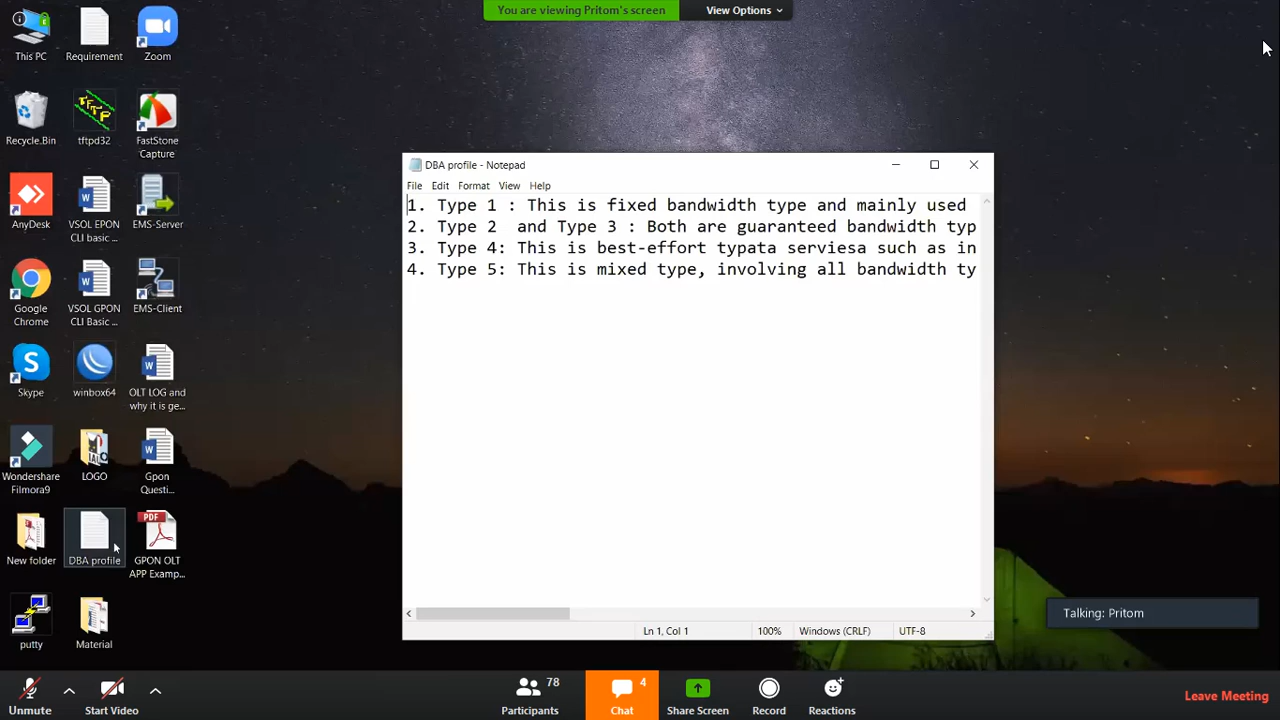 You are viewing Pritom's screen
View Options
This PC
Requirement
Zoom
Recycle.Bin
tftpd32
FastStone
Capture
AnyDesk
VSOL EPON
CLI basic ...
EMS-Server
Google
Chrome
VSOL GPON
CLI Basic ...
EMS-Client
Skype
winbox64
OLT LOG and
why it is ge...
Wondershare
Filmora9
LOGO
Gpon
Questi...
New folder
DBA profile
PDF
GPON OLT
APP Examp...
putty
Material
DBA profile - Notepad
File Edit Format View Help
1. Type 1 : This is fixed bandwidth type and mainly used
2. Type 2  and Type 3 : Both are guaranteed bandwidth typ
3. Type 4: This is best-effort typata serviesa such as in
4. Type 5: This is mixed type, involving all bandwidth ty
Ln 1, Col 1
100%
Windows (CRLF)
UTF-8
Talking: Pritom
Unmute
Start Video
Participants
78
Chat
4
Share Screen
Record
Reactions
Leave Meeting